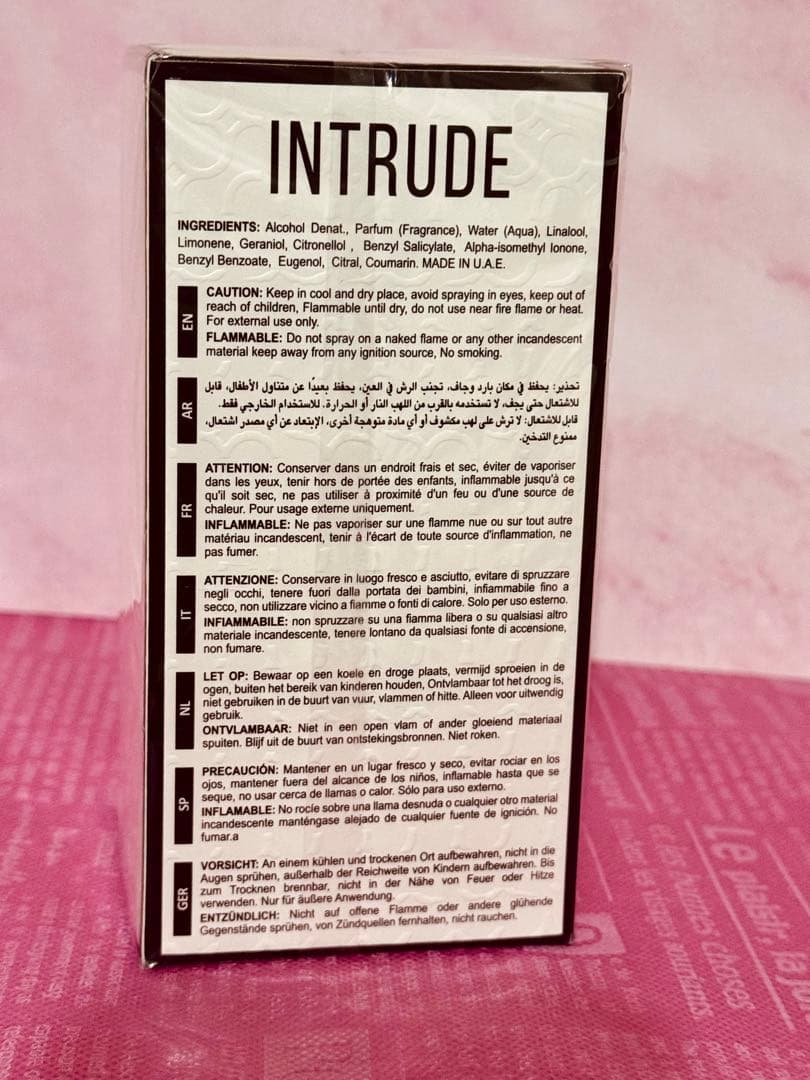 INTRUDE
INGREDIENTS: Alcohol Denat., Parfum (Fragrance), Water (Aqua), Linalool,
Limonene, Geraniol, Citronellol , Benzyl Salicylate, Alpha-isomethyl Ionone,
Benzyl Benzoate, Eugenol, Citral, Coumarin. MADE IN U.A.E.
EN
CAUTION: Keep in cool and dry place, avoid spraying in eyes, keep out of
reach of children, Flammable until dry, do not use near fire flame or heat.
For external use only.
FLAMMABLE: Do not spray on a naked flame or any other incandescent
material keep away from any ignition source, No smoking.
AR
تحذير: يحفظ في مكان بارد وجاف، تجنب الرش في العين، يحفظ بعيدًا عن متناول الأطفال، قابل
للاشتعال حتى يجف، لا تستخدمه بالقرب من اللهب النار أو الحرارة. للاستخدام الخارجي فقط.
قابل للاشتعال: لا ترش على لهب مكشوف أو أي مادة متوهجة أخرى، الإبتعاد عن أي مصدر اشتعال،
ممنوع التدخين.
FR
ATTENTION: Conserver dans un endroit frais et sec, éviter de vaporiser
dans les yeux, tenir hors de portée des enfants, inflammable jusqu'à ce
qu'il soit sec, ne pas utiliser à proximité d'un feu ou d'une source de
chaleur. Pour usage externe uniquement.
INFLAMMABLE: Ne pas vaporiser sur une flamme nue ou sur tout autre
matériau incandescent, tenir à l'écart de toute source d'inflammation, ne
pas fumer.
IT
ATTENZIONE: Conservare in luogo fresco e asciutto, evitare di spruzzare
negli occhi, tenere fuori dalla portata dei bambini, infiammabile fino a
secco, non utilizzare vicino a fiamme o fonti di calore. Solo per uso esterno.
INFIAMMABILE: non spruzzare su una fiamma libera o su qualsiasi altro
materiale incandescente, tenere lontano da qualsiasi fonte di accensione,
non fumare.
NL
LET OP: Bewaar op een koele en droge plaats, vermijd sproeien in de
ogen, buiten het bereik van kinderen houden, Ontvlambaar tot het droog is,
niet gebruiken in de buurt van vuur, vlammen of hitte. Alleen voor uitwendig
gebruik.
ONTVLAMBAAR: Niet in een open vlam of ander gloeiend materiaal
spuiten. Blijf uit de buurt van ontstekingsbronnen. Niet roken.
SP
PRECAUCIÓN: Mantener en un lugar fresco y seco, evitar rociar en los
ojos, mantener fuera del alcance de los niños, inflamable hasta que se
seque, no usar cerca de llamas o calor. Sólo para uso externo.
INFLAMABLE: No rocíe sobre una llama desnuda o cualquier otro material
incandescente manténgase alejado de cualquier fuente de ignición. No
fumar.a
GER
VORSICHT: An einem kühlen und trockenen Ort aufbewahren, nicht in die
Augen sprühen, außerhalb der Reichweite von Kindern aufbewahren. Bis
zum Trocknen brennbar, nicht in der Nähe von Feuer oder Hitze
verwenden. Nur für äußere Anwendung.
ENTZÜNDLICH: Nicht auf offene Flamme oder andere glühende
Gegenstände sprühen, von Zündquellen fernhalten, nicht rauchen.
choses